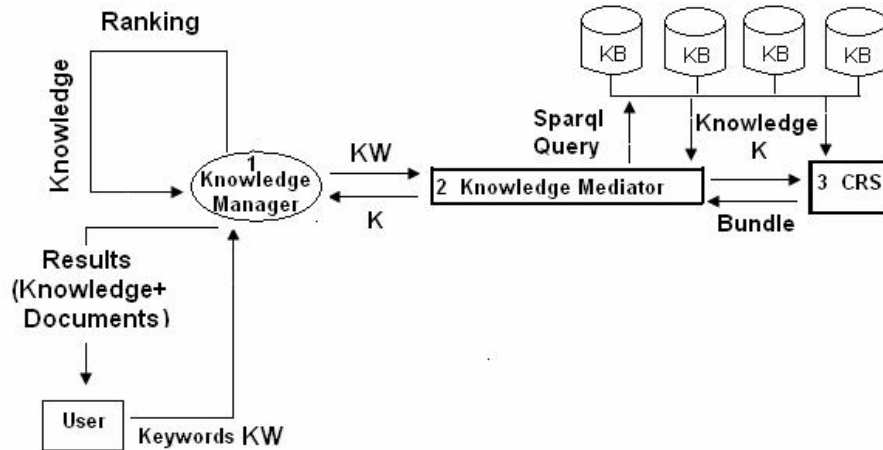 Ranking
Knowledge
KB
KB
KB
KB
Sparql
Query
Knowledge
K
1
Knowledge
Manager
KW
K
2 Knowledge Mediator
3 CRS
Bundle
Results
(Knowledge+
Documents)
User
Keywords KW